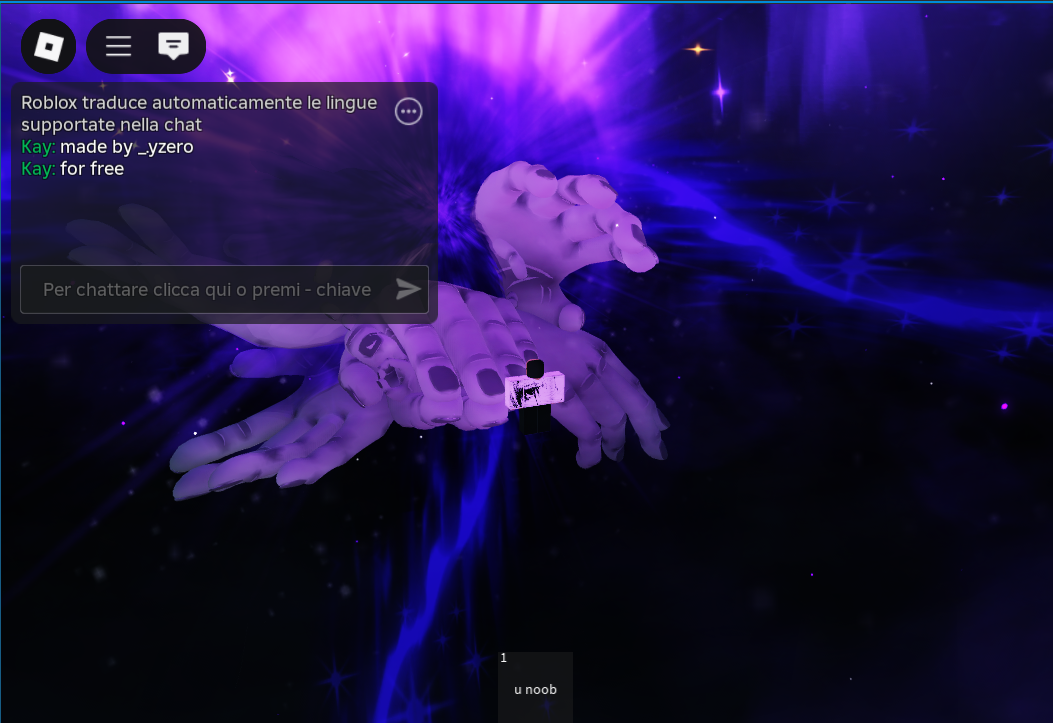 Roblox traduce automaticamente le lingue
supportate nella chat
Kay: made by _.yzero
Kay: for free
Per chattare clicca qui o premi - chiave
1
u noob